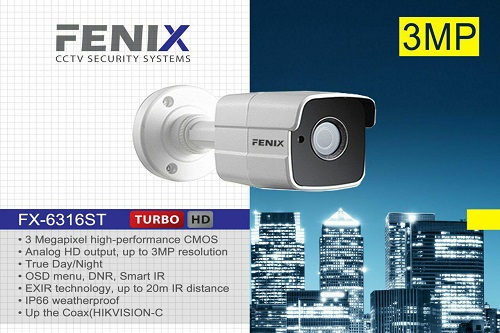 FENIX
CCTV SECURITY SYSTEMS
3MP
FENIX
FX-6316ST TURBO HD
• 3 Megapixel high-performance CMOS
• Analog HD output, up to 3MP resolution
• True Day/Night
• OSD menu, DNR, Smart IR
• EXIR technology, up to 20m IR distance
• IP66 weatherproof
• Up the Coax(HIKVISION-C